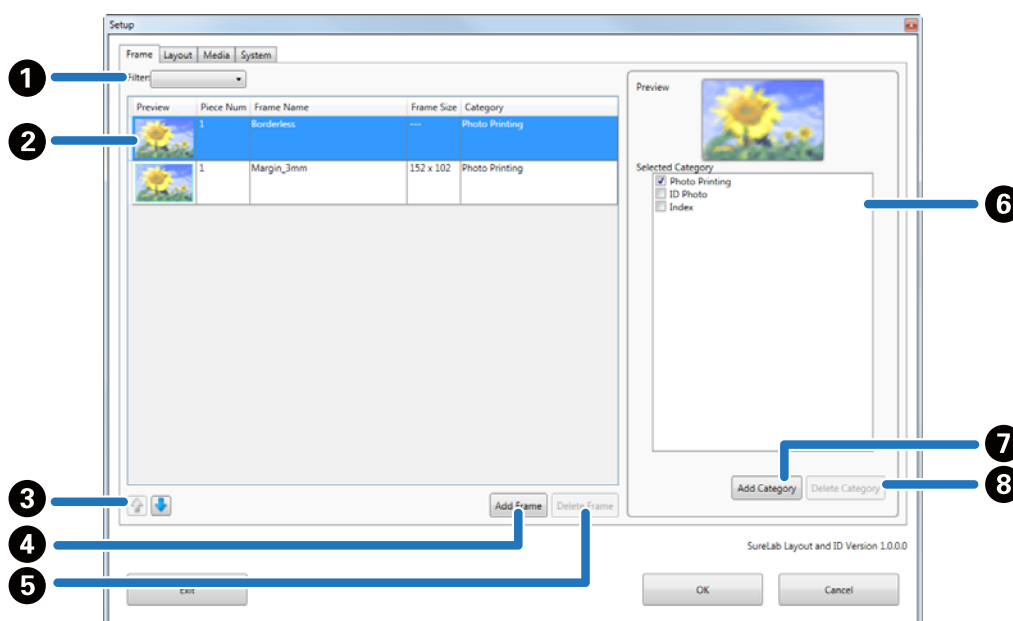 Setup
Frame Layout Media System
1 Filter:
Preview Piece Num Frame Name Frame Size Category
2 1 Borderless --- Photo Printing
1 Margin_3mm 152 x 102 Photo Printing
Preview
Selected Category
Photo Printing
ID Photo
Index
6
7
Add Category Delete Category 8
3
Add Frame Delete Frame
4
SureLab Layout and ID Version 1.0.0.0
5
Exit OK Cancel